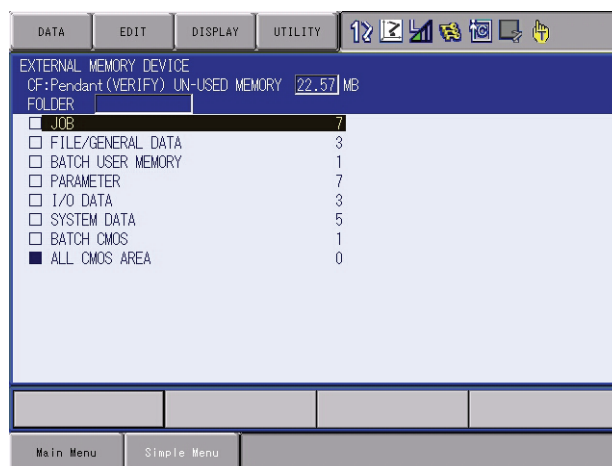 DATA EDIT DISPLAY UTILITY
EXTERNAL MEMORY DEVICE
CF:Pendant(VERIFY) UN-USED MEMORY 22.57 MB
FOLDER
JOB 7
FILE/GENERAL DATA 3
BATCH USER MEMORY 1
PARAMETER 7
I/O DATA 3
SYSTEM DATA 5
BATCH CMOS 1
ALL CMOS AREA 0
Main Menu Simple Menu